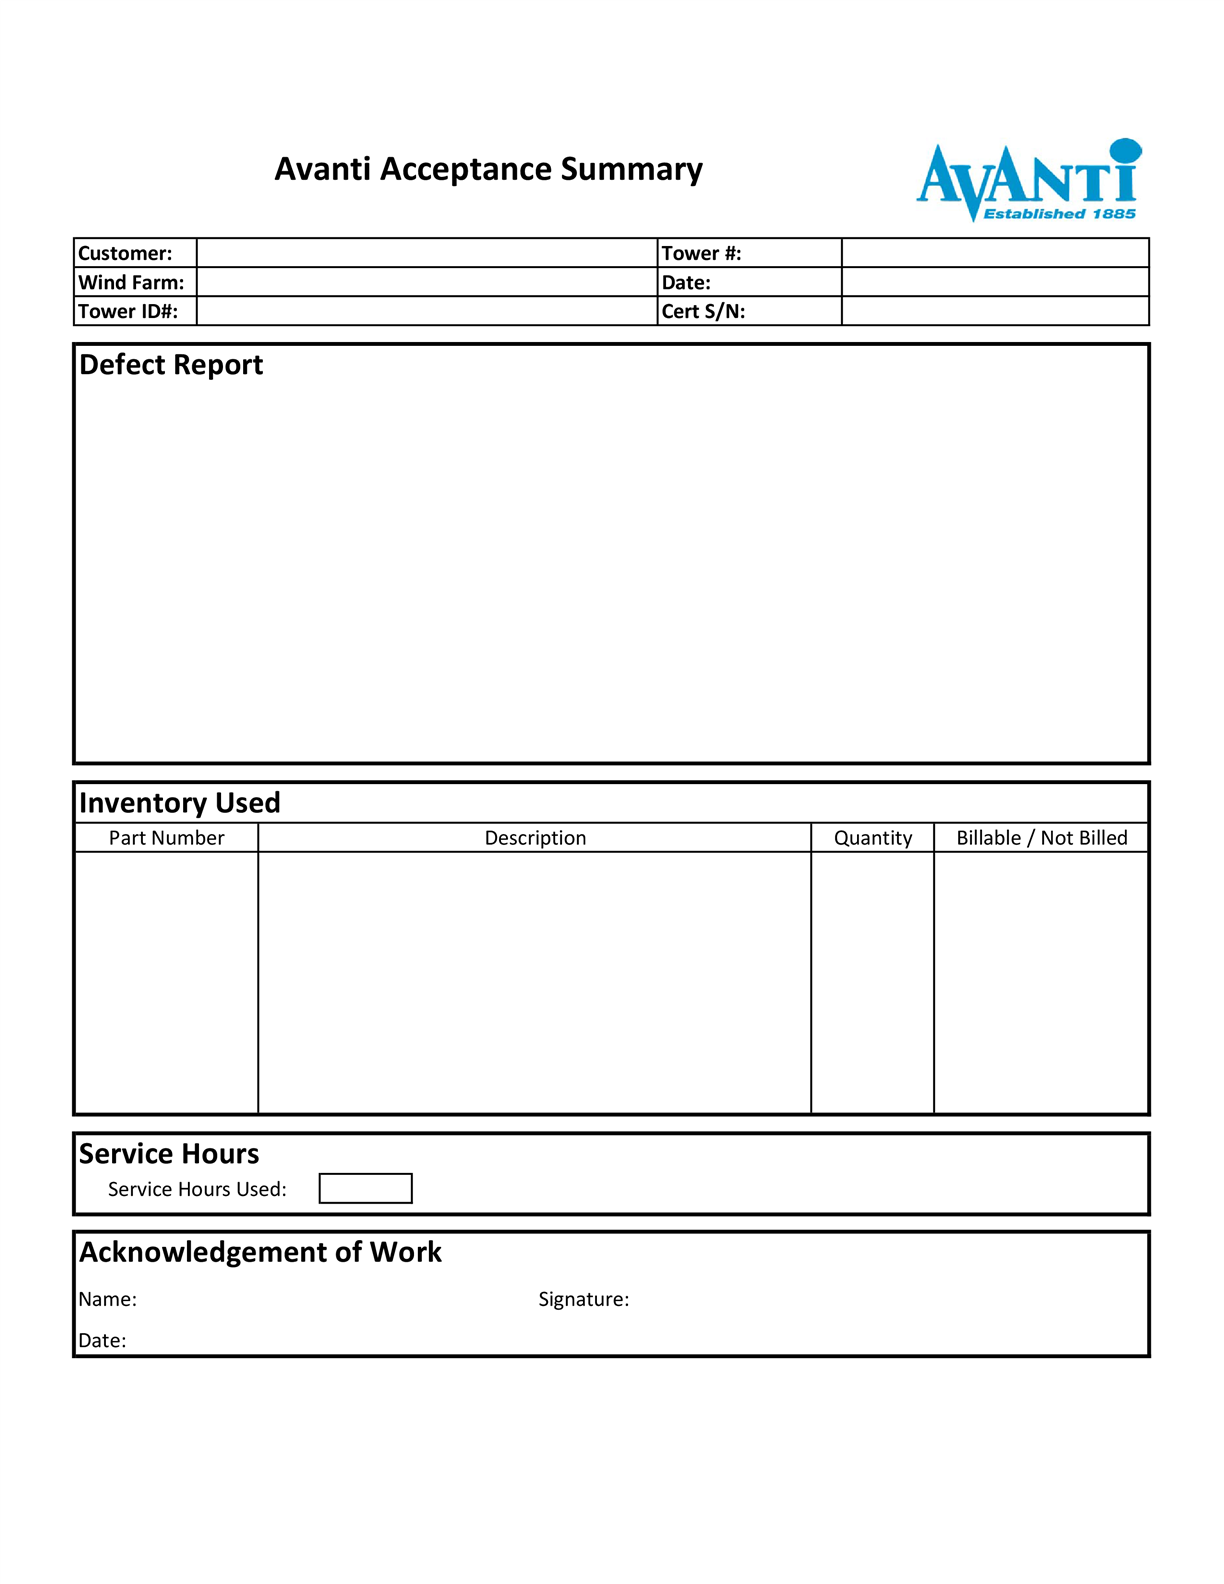 Avanti Acceptance Summary
AVANTI
Established 1885
Customer: Tower #:
Wind Farm: Date:
Tower ID#: Cert S/N:
Defect Report
Inventory Used
Part Number Description Quantity Billable / Not Billed
Service Hours
Service Hours Used:
Acknowledgement of Work
Name: Signature:
Date: